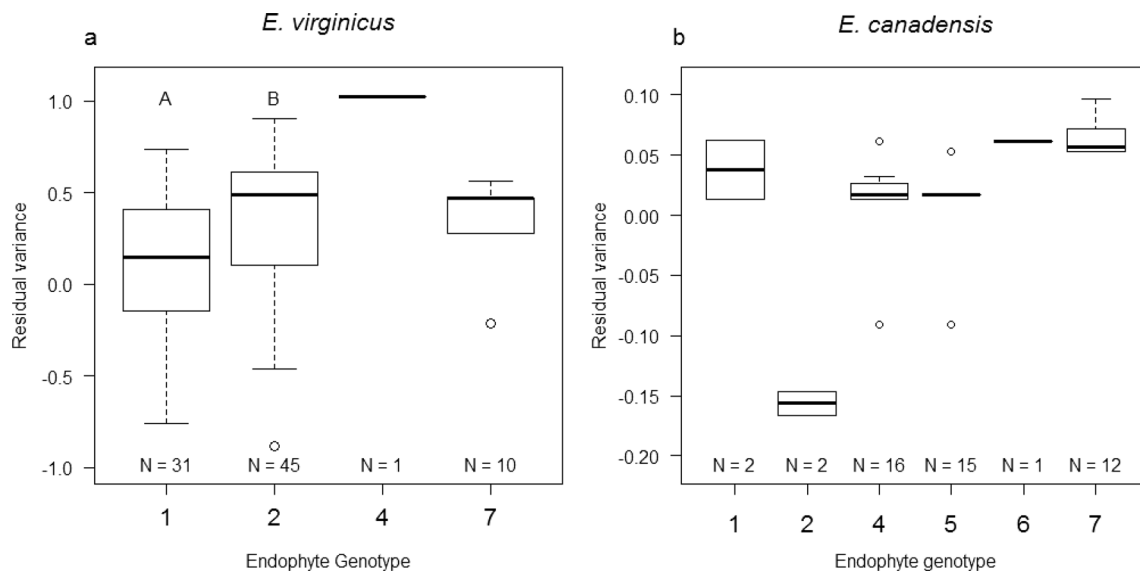 E. virginicus
a
A
B
1.0
0.5
0.0
-0.5
-1.0
Residual variance
N = 31
N = 45
N = 1
N = 10
1
2
4
7
Endophyte Genotype
E. canadensis
b
0.10
0.05
0.00
-0.05
-0.10
-0.15
-0.20
Residual variance
N = 2
N = 2
N = 16
N = 15
N = 1
N = 12
1
2
4
5
6
7
Endophyte genotype